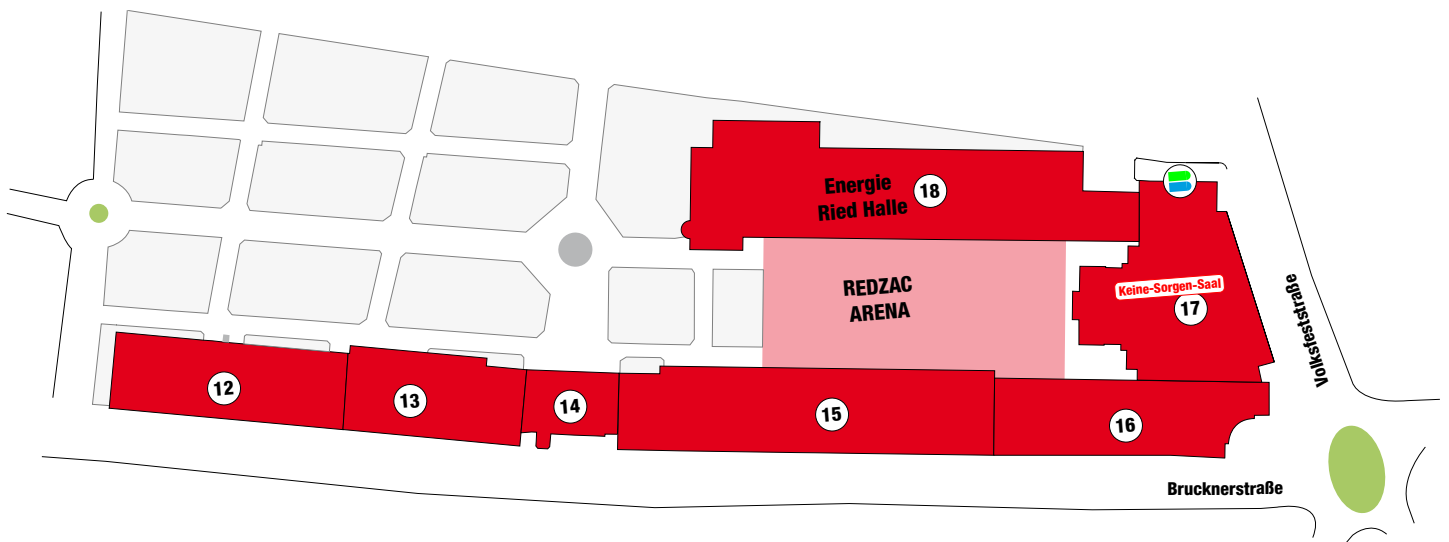 Energie
Ried Halle
18
REDZAC
ARENA
Keine-Sorgen-Saal
17
Volksfeststraße
12
13
14
15
16
Brucknerstraße